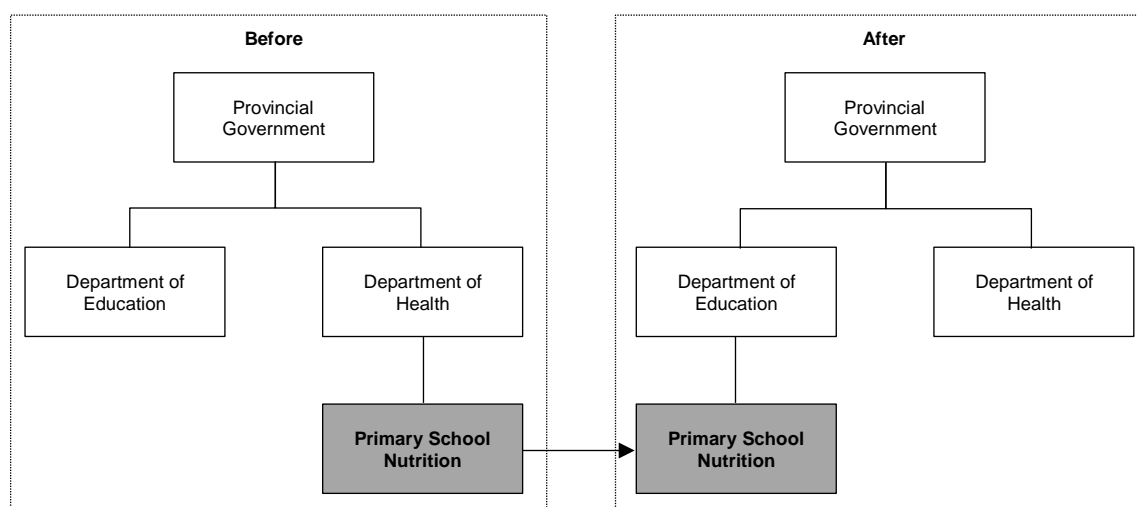 Before
Provincial
Government
Department of
Education
Department of
Health
Primary School
Nutrition
After
Provincial
Government
Department of
Education
Department of
Health
Primary School
Nutrition